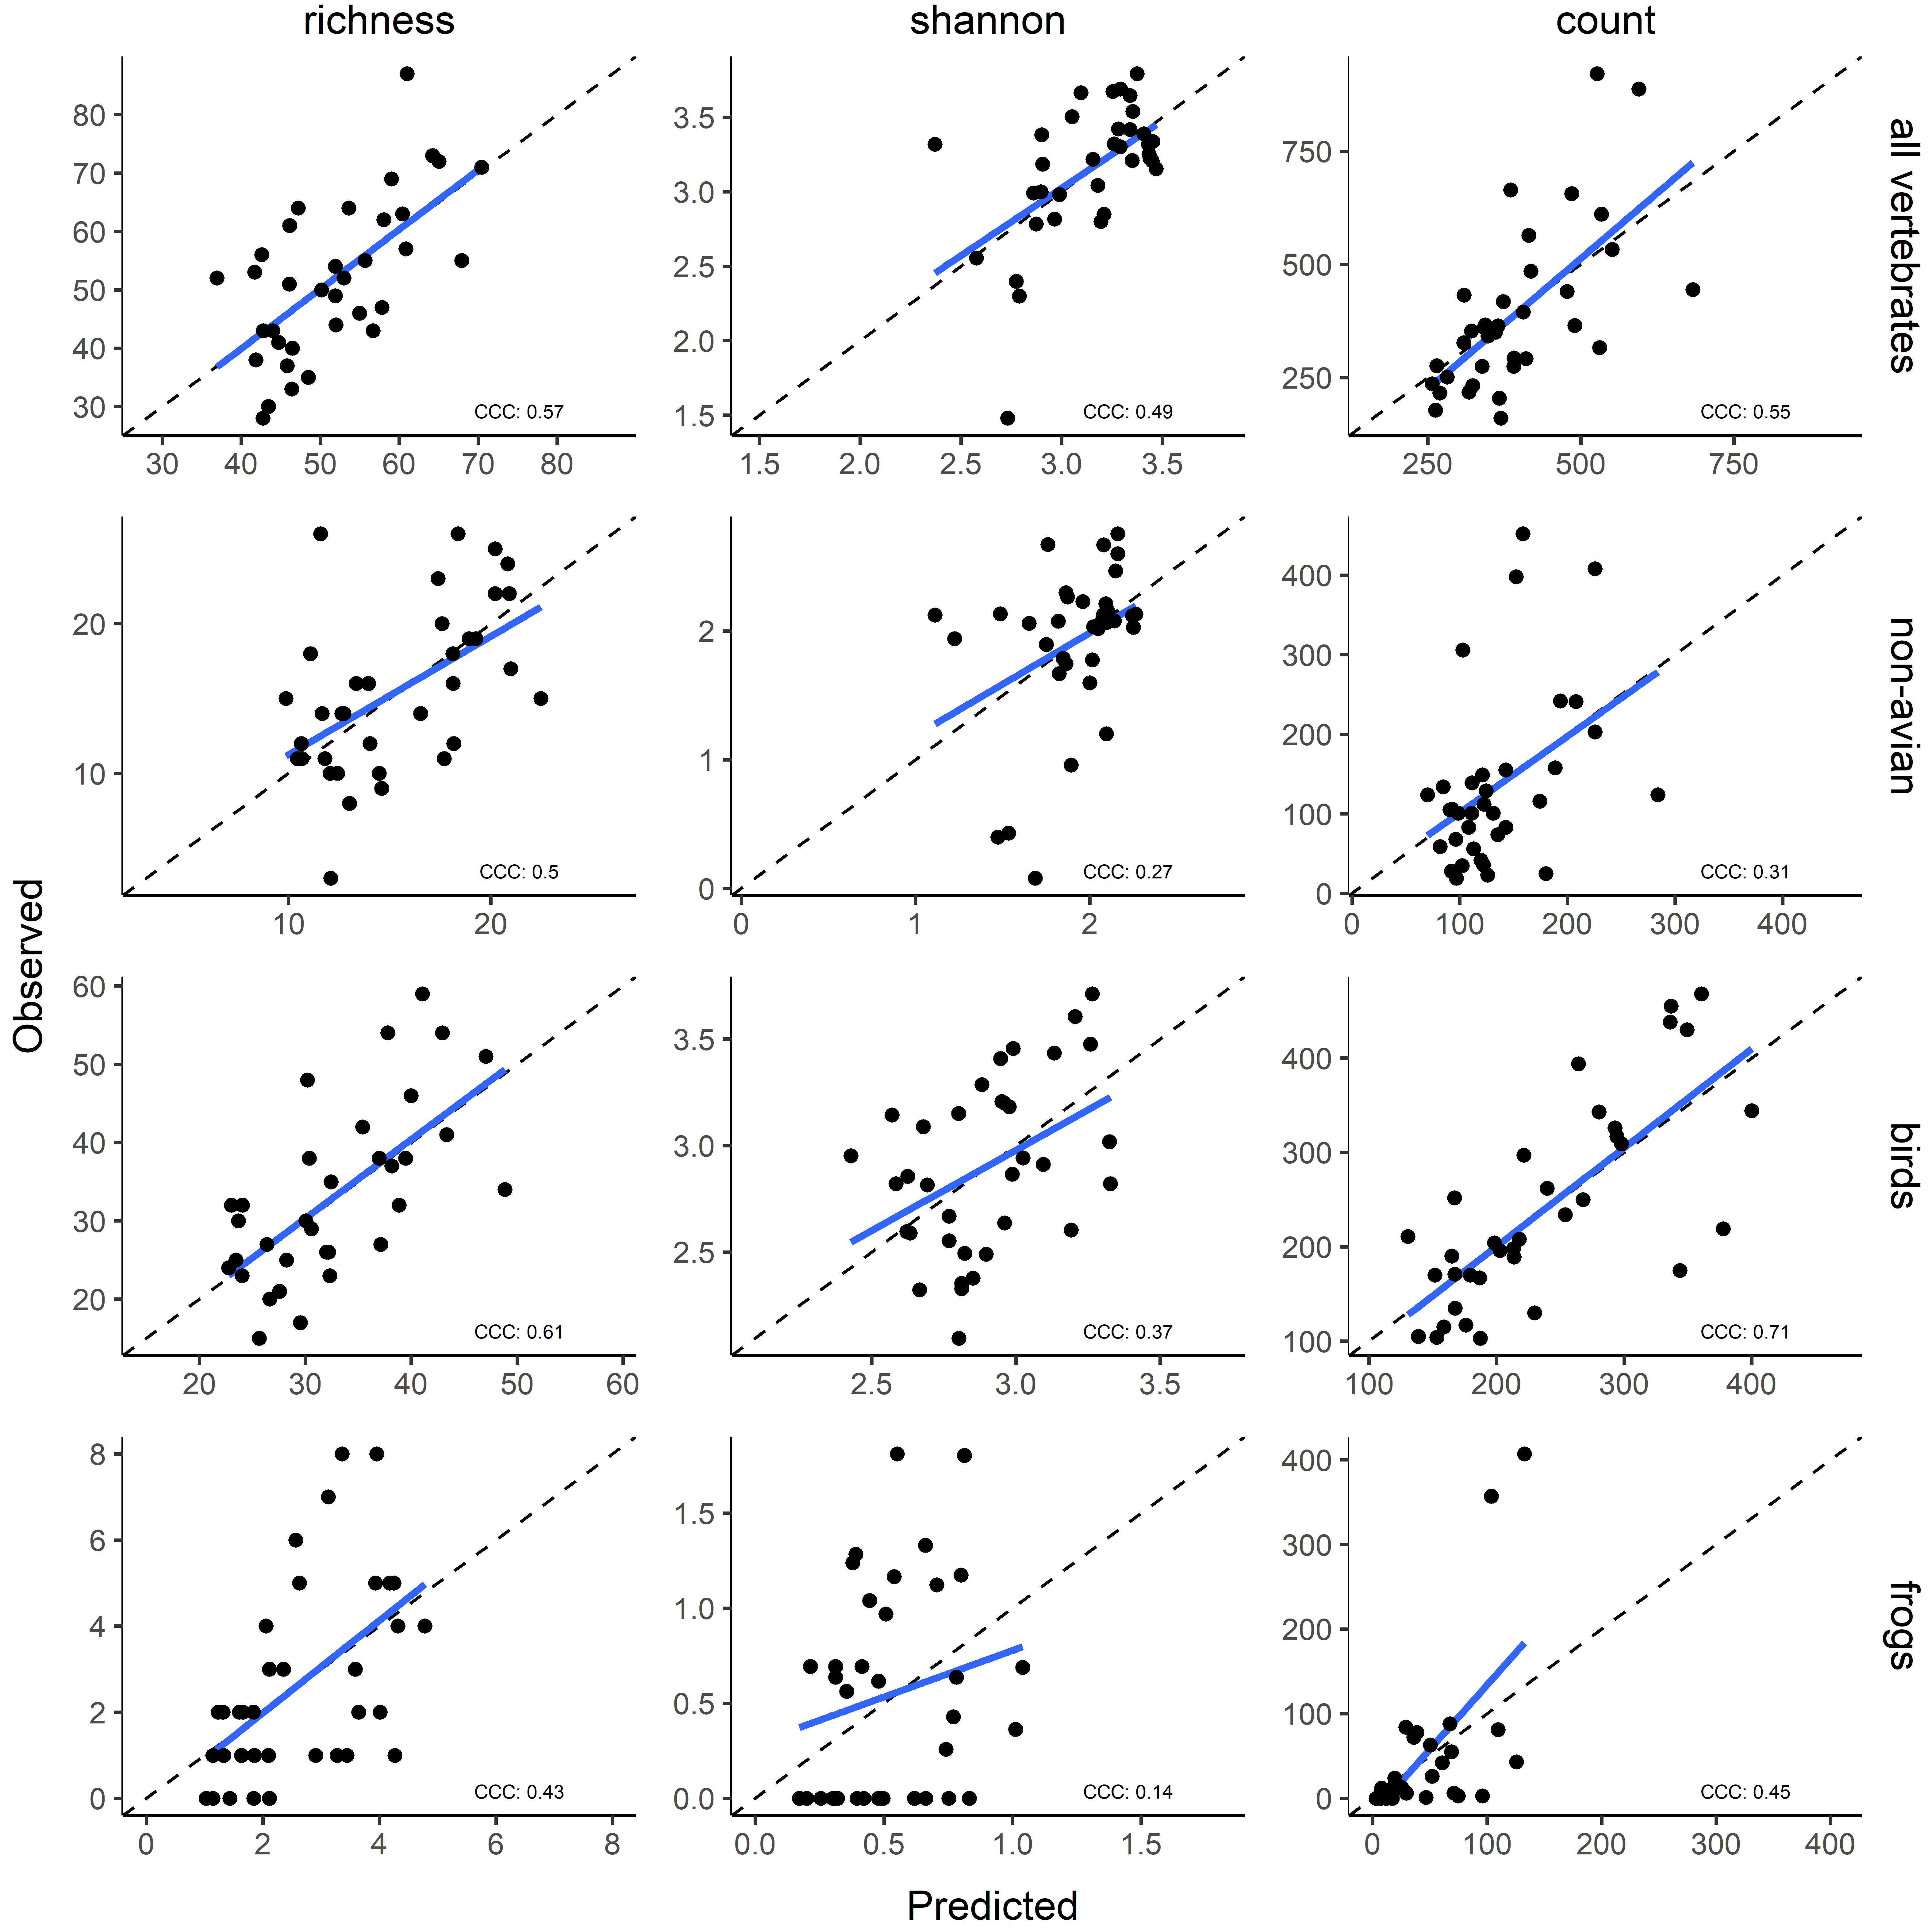 richness shannon count
80
70
60
50
40
30
30 40 50 60 70 80
CCC: 0.57
3.5
3.0
2.5
2.0
1.5
1.5 2.0 2.5 3.0 3.5
CCC: 0.49
750
500
250
250 500 750
CCC: 0.55
all vertebrates
20
10
10 20
CCC: 0.5
2
1
0
0 1 2
CCC: 0.27
400
300
200
100
0
0 100 200 300 400
CCC: 0.31
non-avian
Observed
60
50
40
30
20
20 30 40 50 60
CCC: 0.61
3.5
3.0
2.5
2.5 3.0 3.5
CCC: 0.37
400
300
200
100
100 200 300 400
CCC: 0.71
birds
8
6
4
2
0
0 2 4 6 8
CCC: 0.43
1.5
1.0
0.5
0.0
0.0 0.5 1.0 1.5
CCC: 0.14
400
300
200
100
0
0 100 200 300 400
CCC: 0.45
frogs
Predicted